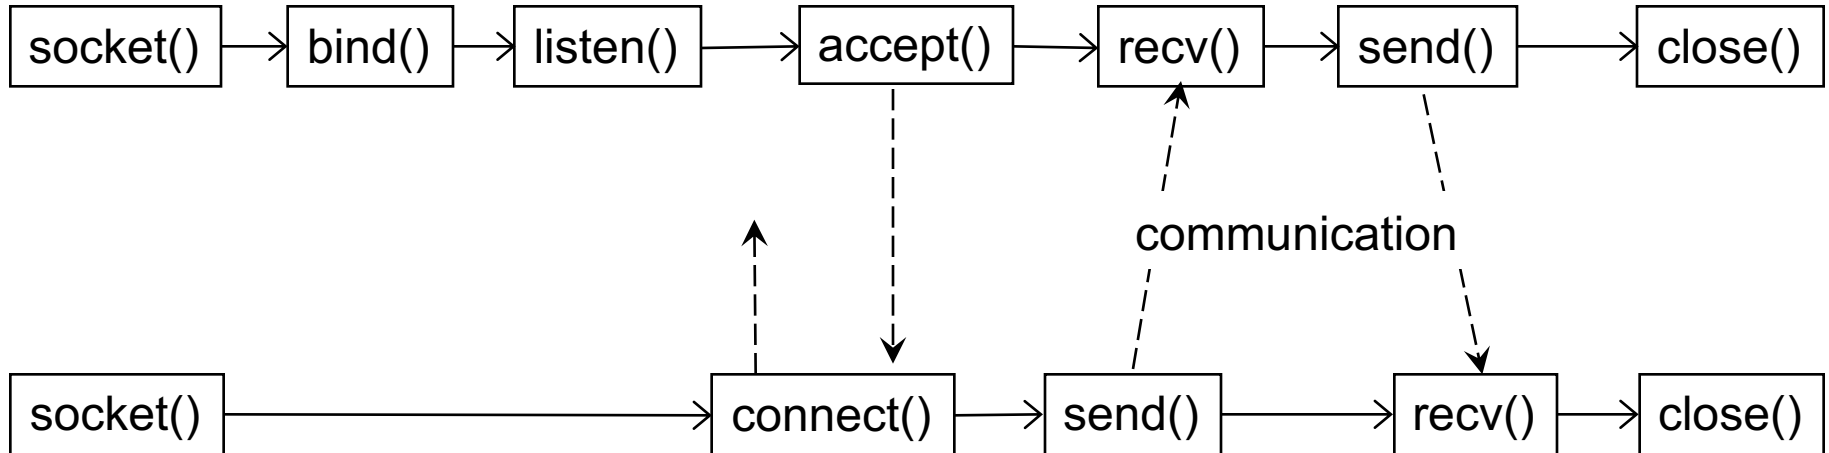 socket() bind() listen() accept() recv() send() close()
communication
socket() connect() send() recv() close()